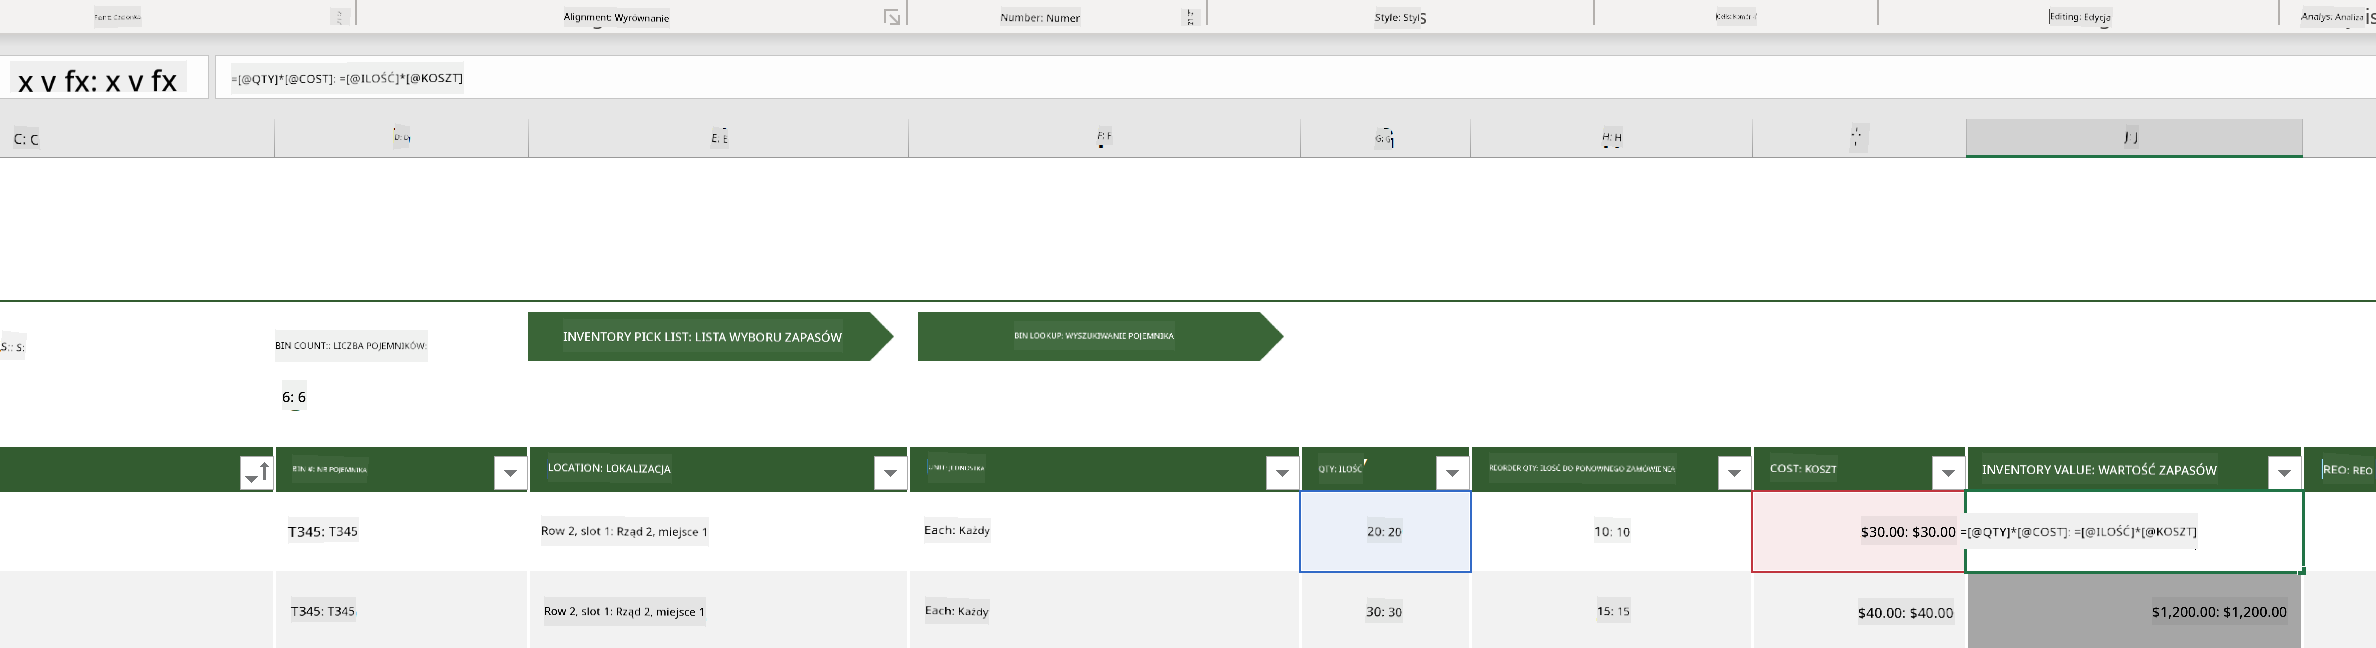 Alignment: Wyrównanie
Number: Numer
Style: Styl
Editing: Edycja
Analys: Analiza
x v fx: x v fx
=[@QTY]*[@COST]: =[@ILOŚĆ]*[@KOSZT]
C: C
E: E
F: F
G: G
H: H
J: J
S:: S:
BIN COUNT:: LICZBA POJEMNIKÓW:
INVENTORY PICK LIST: LISTA WYBORU ZAPASÓW
BIN LOOKUP: WYSZUKIWANIE POJEMNIKA
6: 6
BIN #: NR POJEMNIKA
LOCATION: LOKALIZACJA
UNIT: JEDNOSTKA
QTY: ILOŚĆ
REORDER QTY: ILOŚĆ DO PONOWNEGO ZAMÓWIENIA
COST: KOSZT
INVENTORY VALUE: WARTOŚĆ ZAPASÓW
REO: REO
T345: T345
Row 2, slot 1: Rząd 2, miejsce 1
Each: Każdy
20: 20
10: 10
$30.00: $30.00
=[@QTY]*[@COST]: =[@ILOŚĆ]*[@KOSZT]
T345: T345
Row 2, slot 1: Rząd 2, miejsce 1
Each: Każdy
30: 30
15: 15
$40.00: $40.00
$1,200.00: $1,200.00